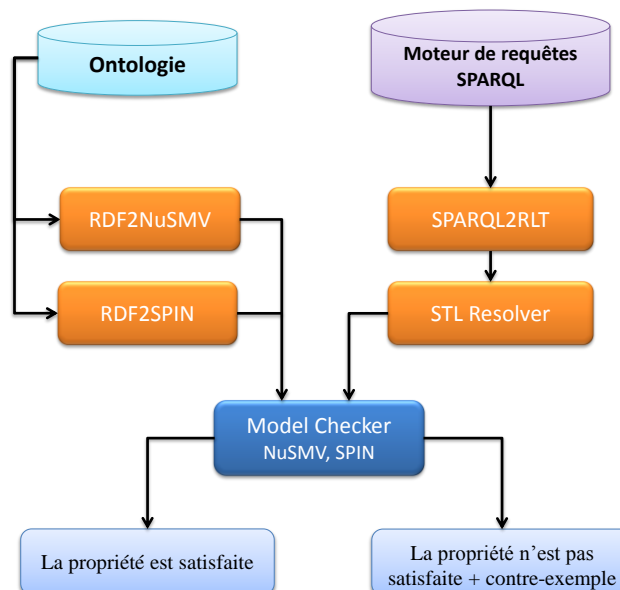 Ontologie
Moteur de requêtes
SPARQL
RDF2NuSMV
SPARQL2RLT
RDF2SPIN
STL Resolver
Model Checker
NuSMV, SPIN
La propriété est satisfaite
La propriété n’est pas
satisfaite + contre-exemple